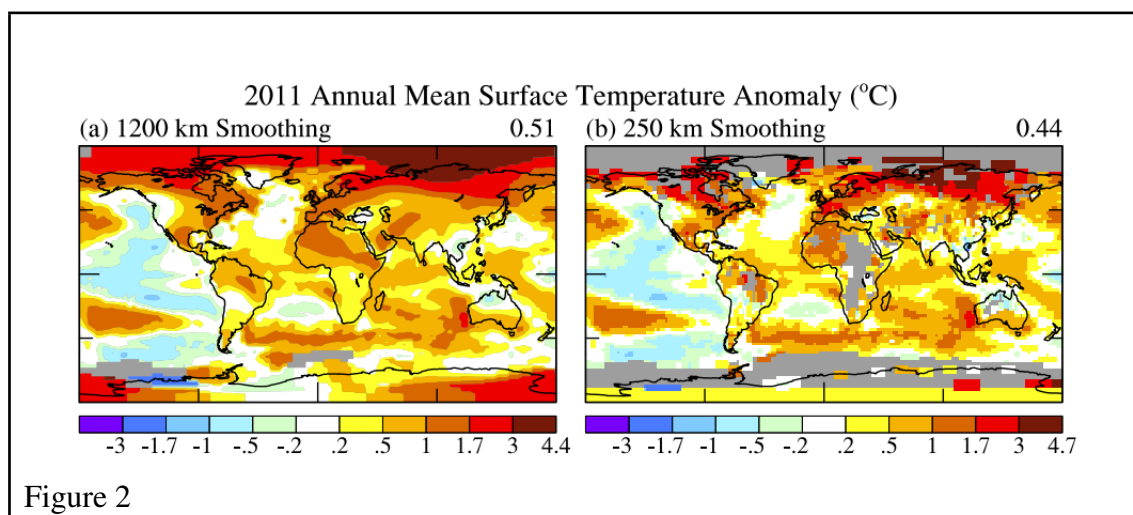 2011 Annual Mean Surface Temperature Anomaly (°C)
(a) 1200 km Smoothing 0.51
(b) 250 km Smoothing 0.44
-3 -1.7 -1 -.5 -.2 .2 .5 1 1.7 3 4.4
-3 -1.7 -1 -.5 -.2 .2 .5 1 1.7 3 4.7
Figure 2